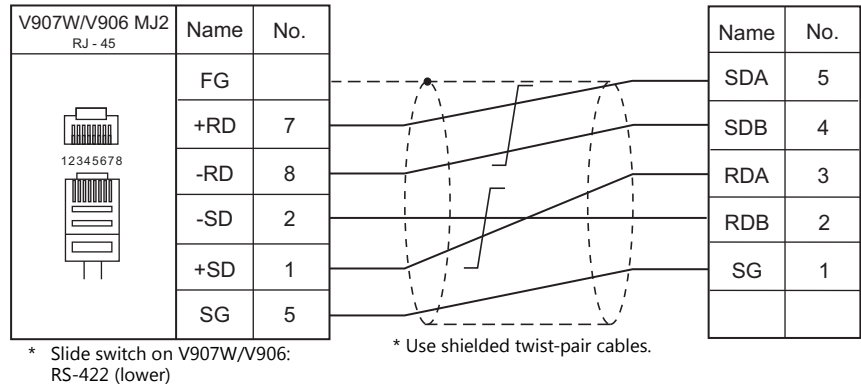 V907W/V906 MJ2 Name No.
RJ - 45
Name No.
FG
SDA 5
+RD 7
SDB 4
12345678
-RD 8
RDA 3
-SD 2
RDB 2
+SD 1
SG 1
SG 5
* Slide switch on V907W/V906:
RS-422 (lower)
* Use shielded twist-pair cables.